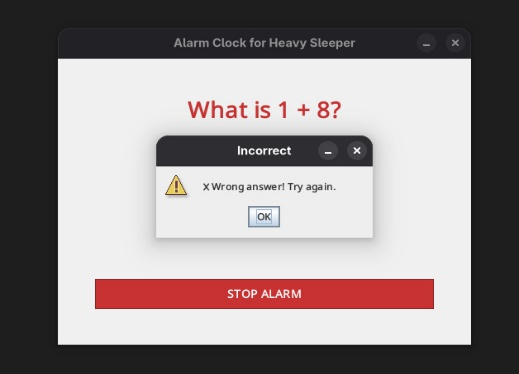 Alarm Clock for Heavy Sleeper
What is 1 + 8?
Incorrect
X Wrong answer! Try again.
OK
STOP ALARM